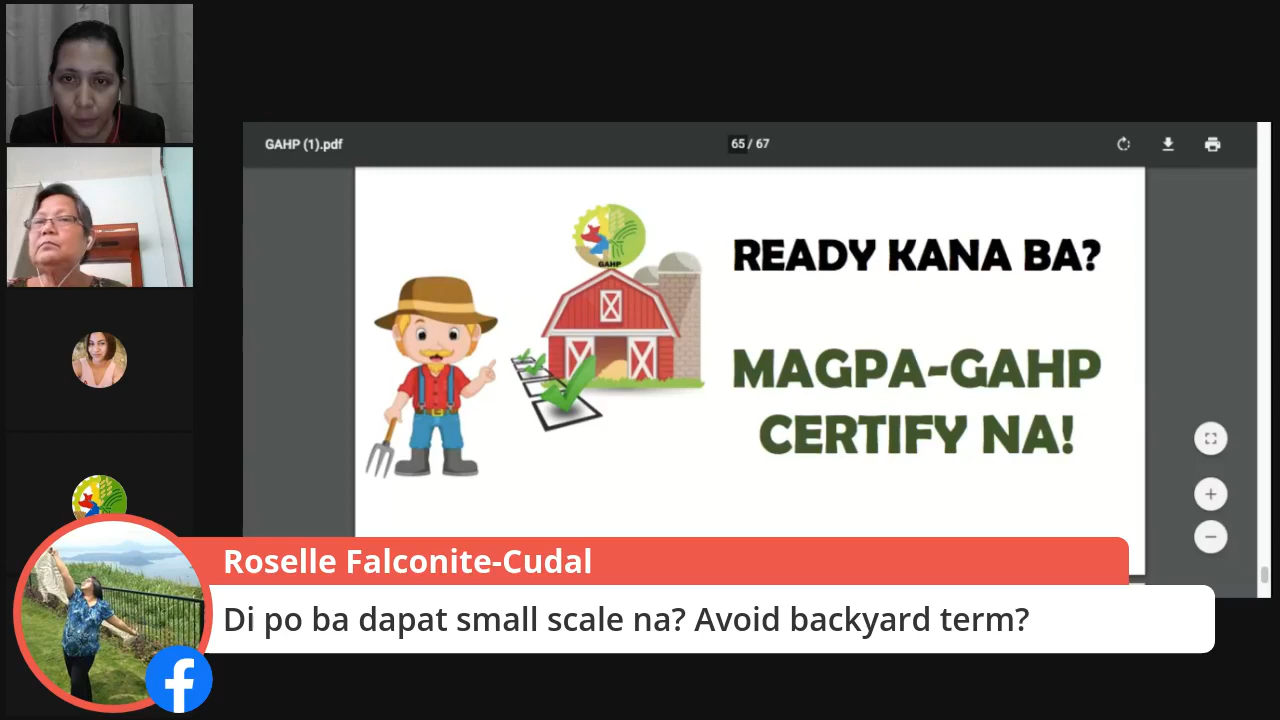 GAHP (1).pdf
65 / 67
GAHP
READY KANA BA?
MAGPA-GAHP
CERTIFY NA!
Roselle Falconite-Cudal
Di po ba dapat small scale na? Avoid backyard term?